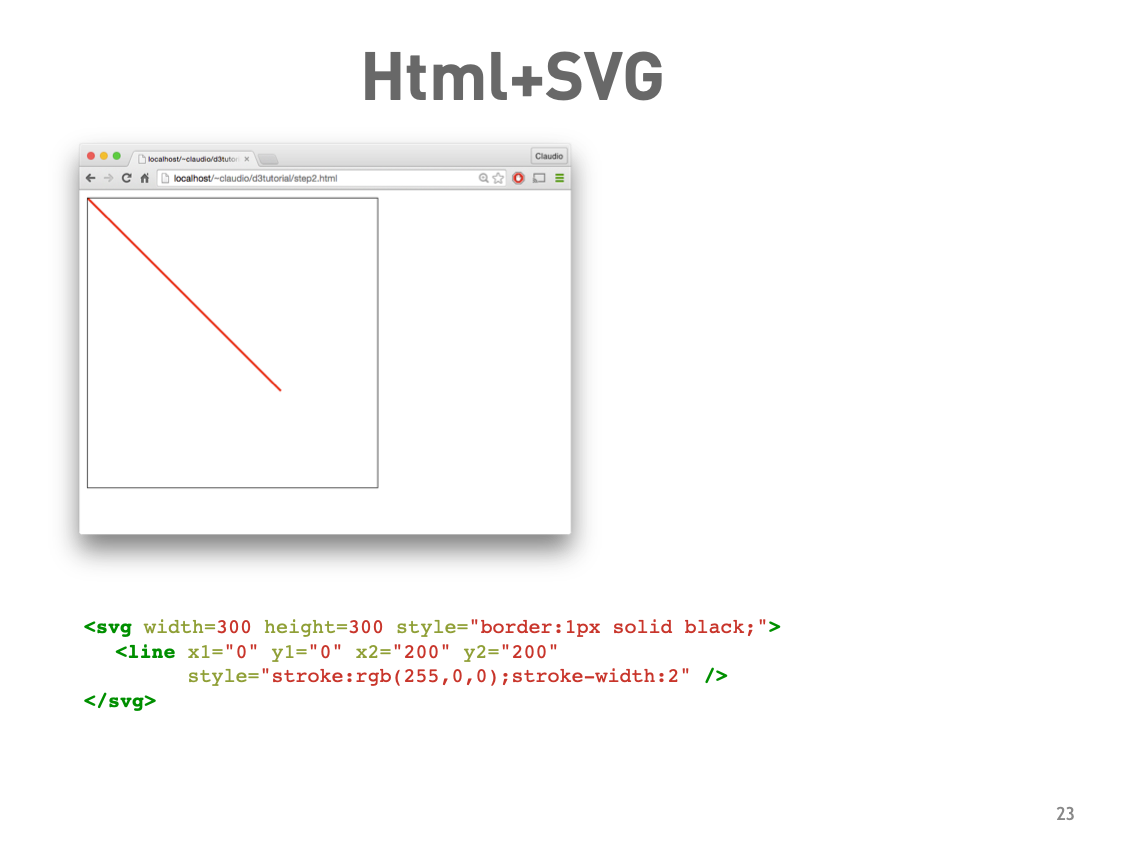 Html+SVG
localhost/~claudio/d3tutori
Claudio
localhost/~claudio/d3tutorial/step2.html
<svg width=300 height=300 style="border:1px solid black;">
<line x1="0" y1="0" x2="200" y2="200"
style="stroke:rgb(255,0,0);stroke-width:2" />
</svg>
23